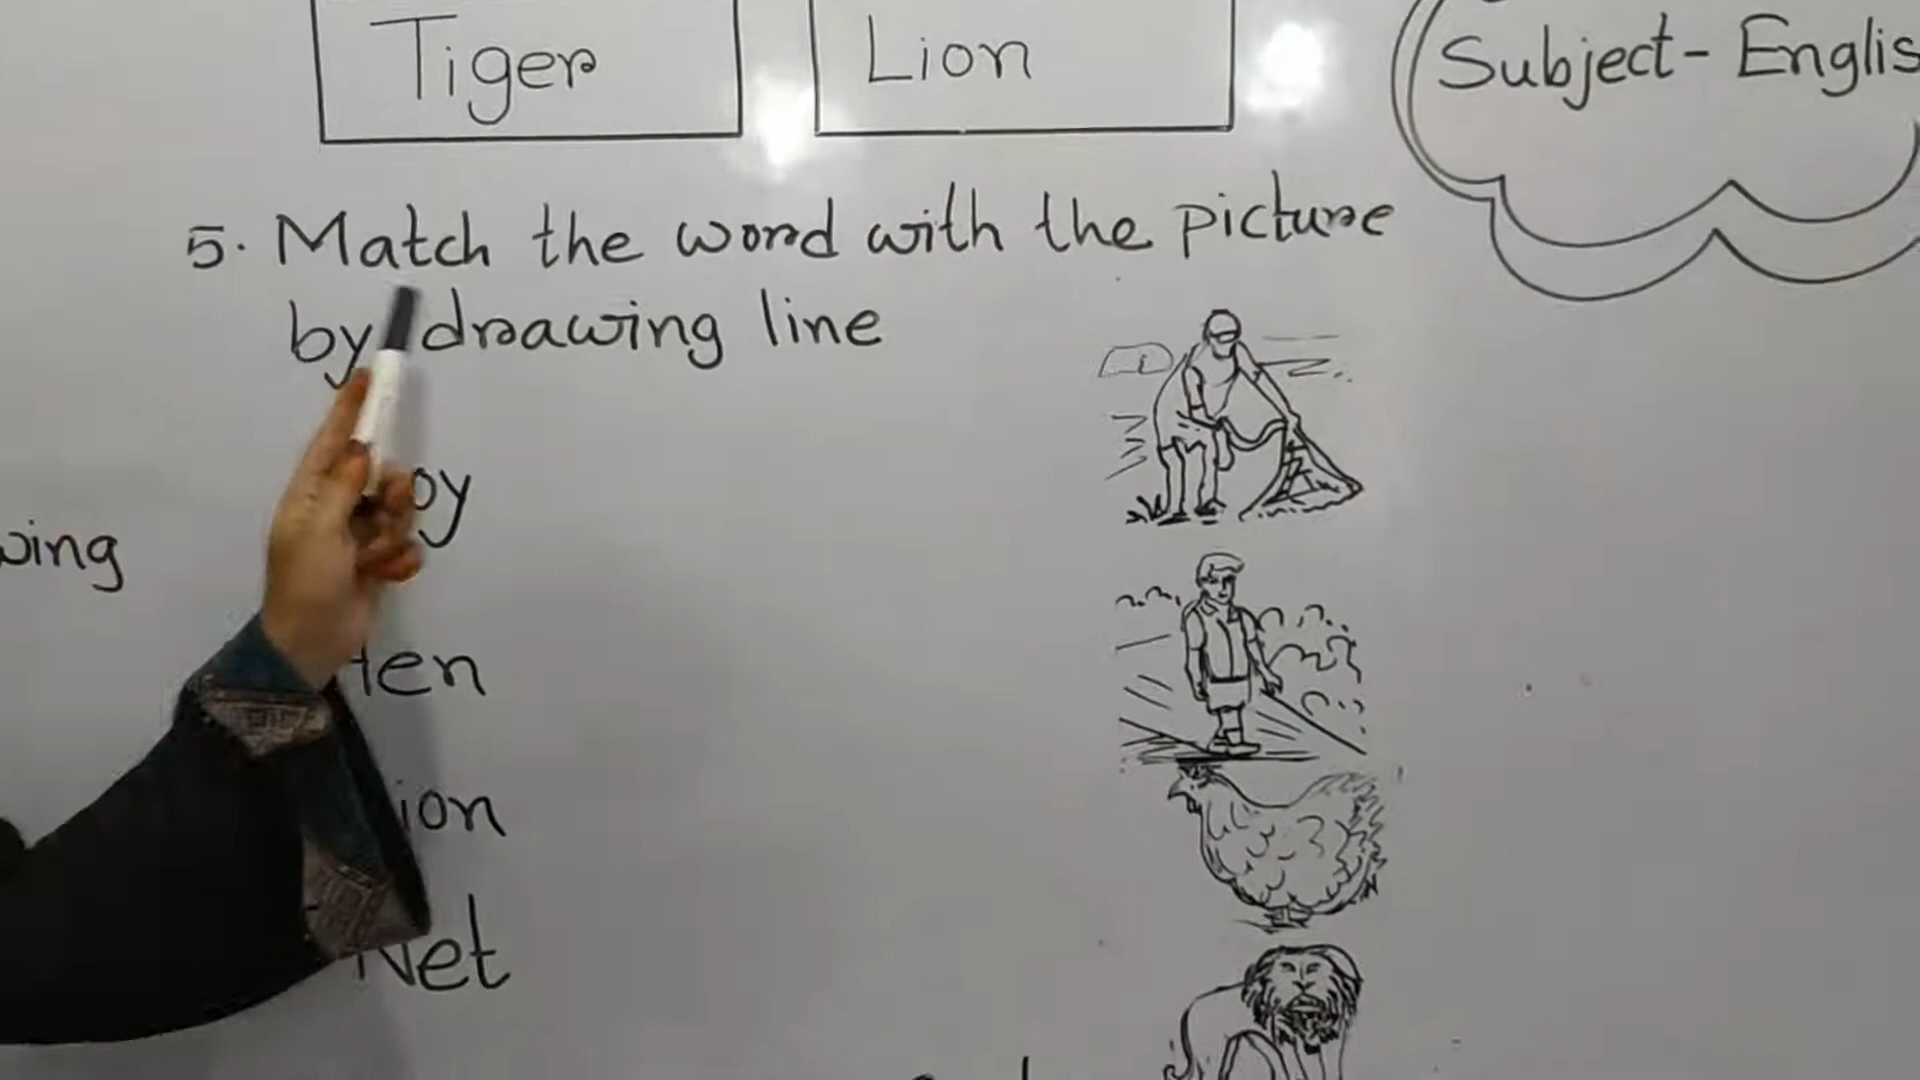 Tiger
Lion
Subject- Englis
5. Match the word with the picture
by drawing line
oy
wing
Hen
ion
Net